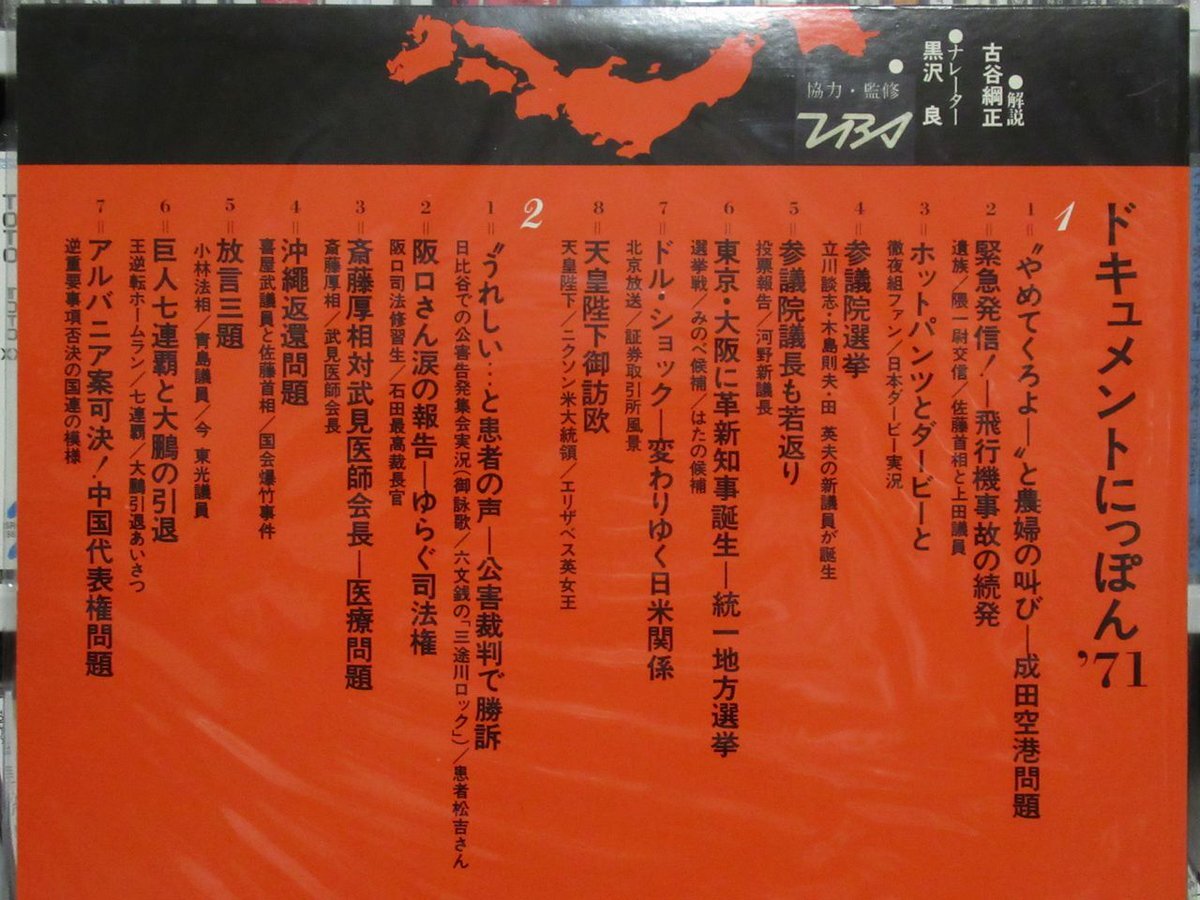 ●解説
古谷綱正
●ナレーター
黒沢 良
●
協力・監修
TBS
ドキュメントにっぽん'71
1
1=〝やめてくろよ―〟と農婦の叫び―成田空港問題
2=緊急発信!―飛行機事故の続発
遺族/隈一尉交信/佐藤首相と上田議員
3=ホットパンツとダービーと
徹夜組ファン/日本ダービー実況
4=参議院選挙
立川談志・木島則夫・田 英夫の新議員が誕生
5=参議院議長も若返り
投票報告/河野新議長
6=東京・大阪に革新知事誕生―統一地方選挙
選挙戦/みのべ候補/はたの候補
7=ドル・ショック―変わりゆく日米関係
北京放送/証券取引所風景
8=天皇陛下御訪欧
天皇陛下/ニクソン米大統領/エリザベス英女王
2
1=〝うれしい…と患者の声―公害裁判で勝訴
日比谷での公害告発集会実況(御詠歌/六文銭の「三途川ロック」)/患者松吉さん
2=阪口さん涙の報告―ゆらぐ司法権
阪口司法修習生/石田最高裁長官
3=斎藤厚相対武見医師会長―医療問題
斎藤厚相/武見医師会長
4=沖繩返還問題
喜屋武議員と佐藤首相/国会爆竹事件
5=放言三題
小林法相/青島議員/今 東光議員
6=巨人七連覇と大鵬の引退
王逆転ホームラン/七連覇/大鵬引退あいさつ
7=アルバニア案可決!中国代表権問題
逆重要事項否決の国連の模様
TOTO
TOTO XX